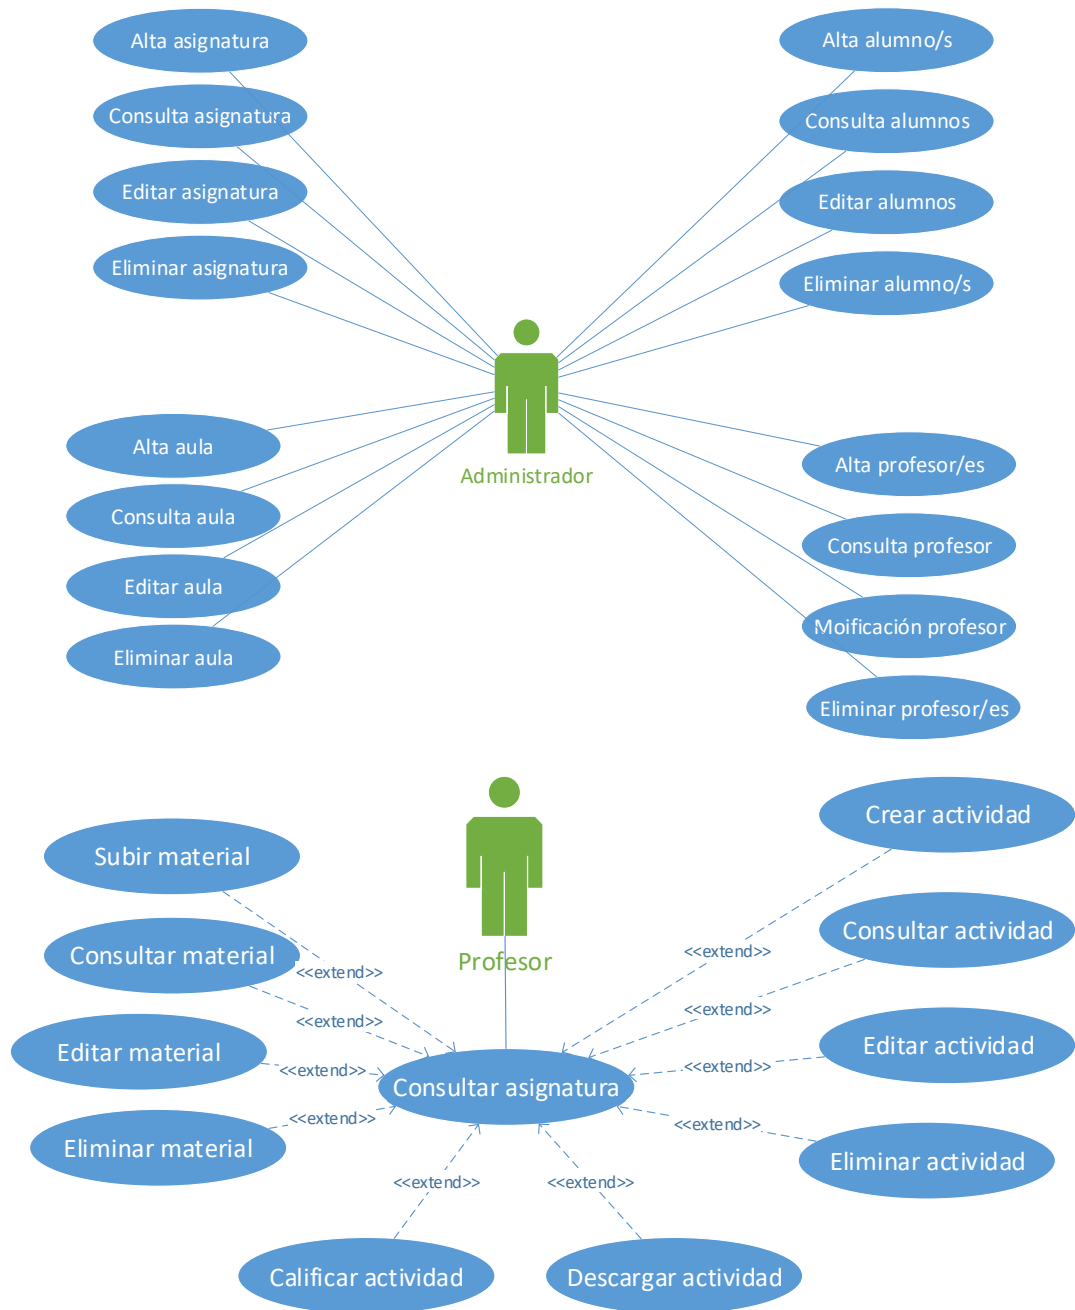 Alta asignatura
Consulta asignatura
Editar asignatura
Eliminar asignatura
Alta alumno/s
Consulta alumnos
Editar alumnos
Eliminar alumno/s
Administrador
Alta aula
Consulta aula
Editar aula
Eliminar aula
Alta profesor/es
Consulta profesor
Moificación profesor
Eliminar profesor/es
Profesor
Subir material
Consultar material
Editar material
Eliminar material
<<extend>>
<<extend>>
<<extend>>
<<extend>>
Consultar asignatura
Crear actividad
Consultar actividad
Editar actividad
Eliminar actividad
<<extend>>
<<extend>>
<<extend>>
<<extend>>
<<extend>>
<<extend>>
Calificar actividad
Descargar actividad